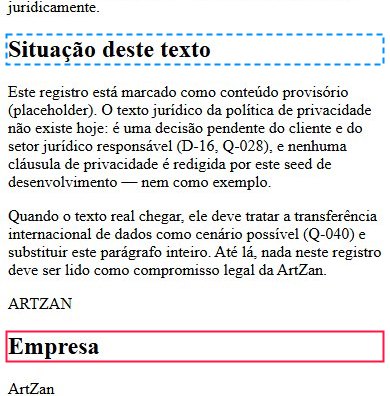 juridicamente.
Situação deste texto
Este registro está marcado como conteúdo provisório
(placeholder). O texto jurídico da política de privacidade
não existe hoje: é uma decisão pendente do cliente e do
setor jurídico responsável (D-16, Q-028), e nenhuma
cláusula de privacidade é redigida por este seed de
desenvolvimento — nem como exemplo.
Quando o texto real chegar, ele deve tratar a transferência
internacional de dados como cenário possível (Q-040) e
substituir este parágrafo inteiro. Até lá, nada neste registro
deve ser lido como compromisso legal da ArtZan.
ARTZAN
Empresa
ArtZan